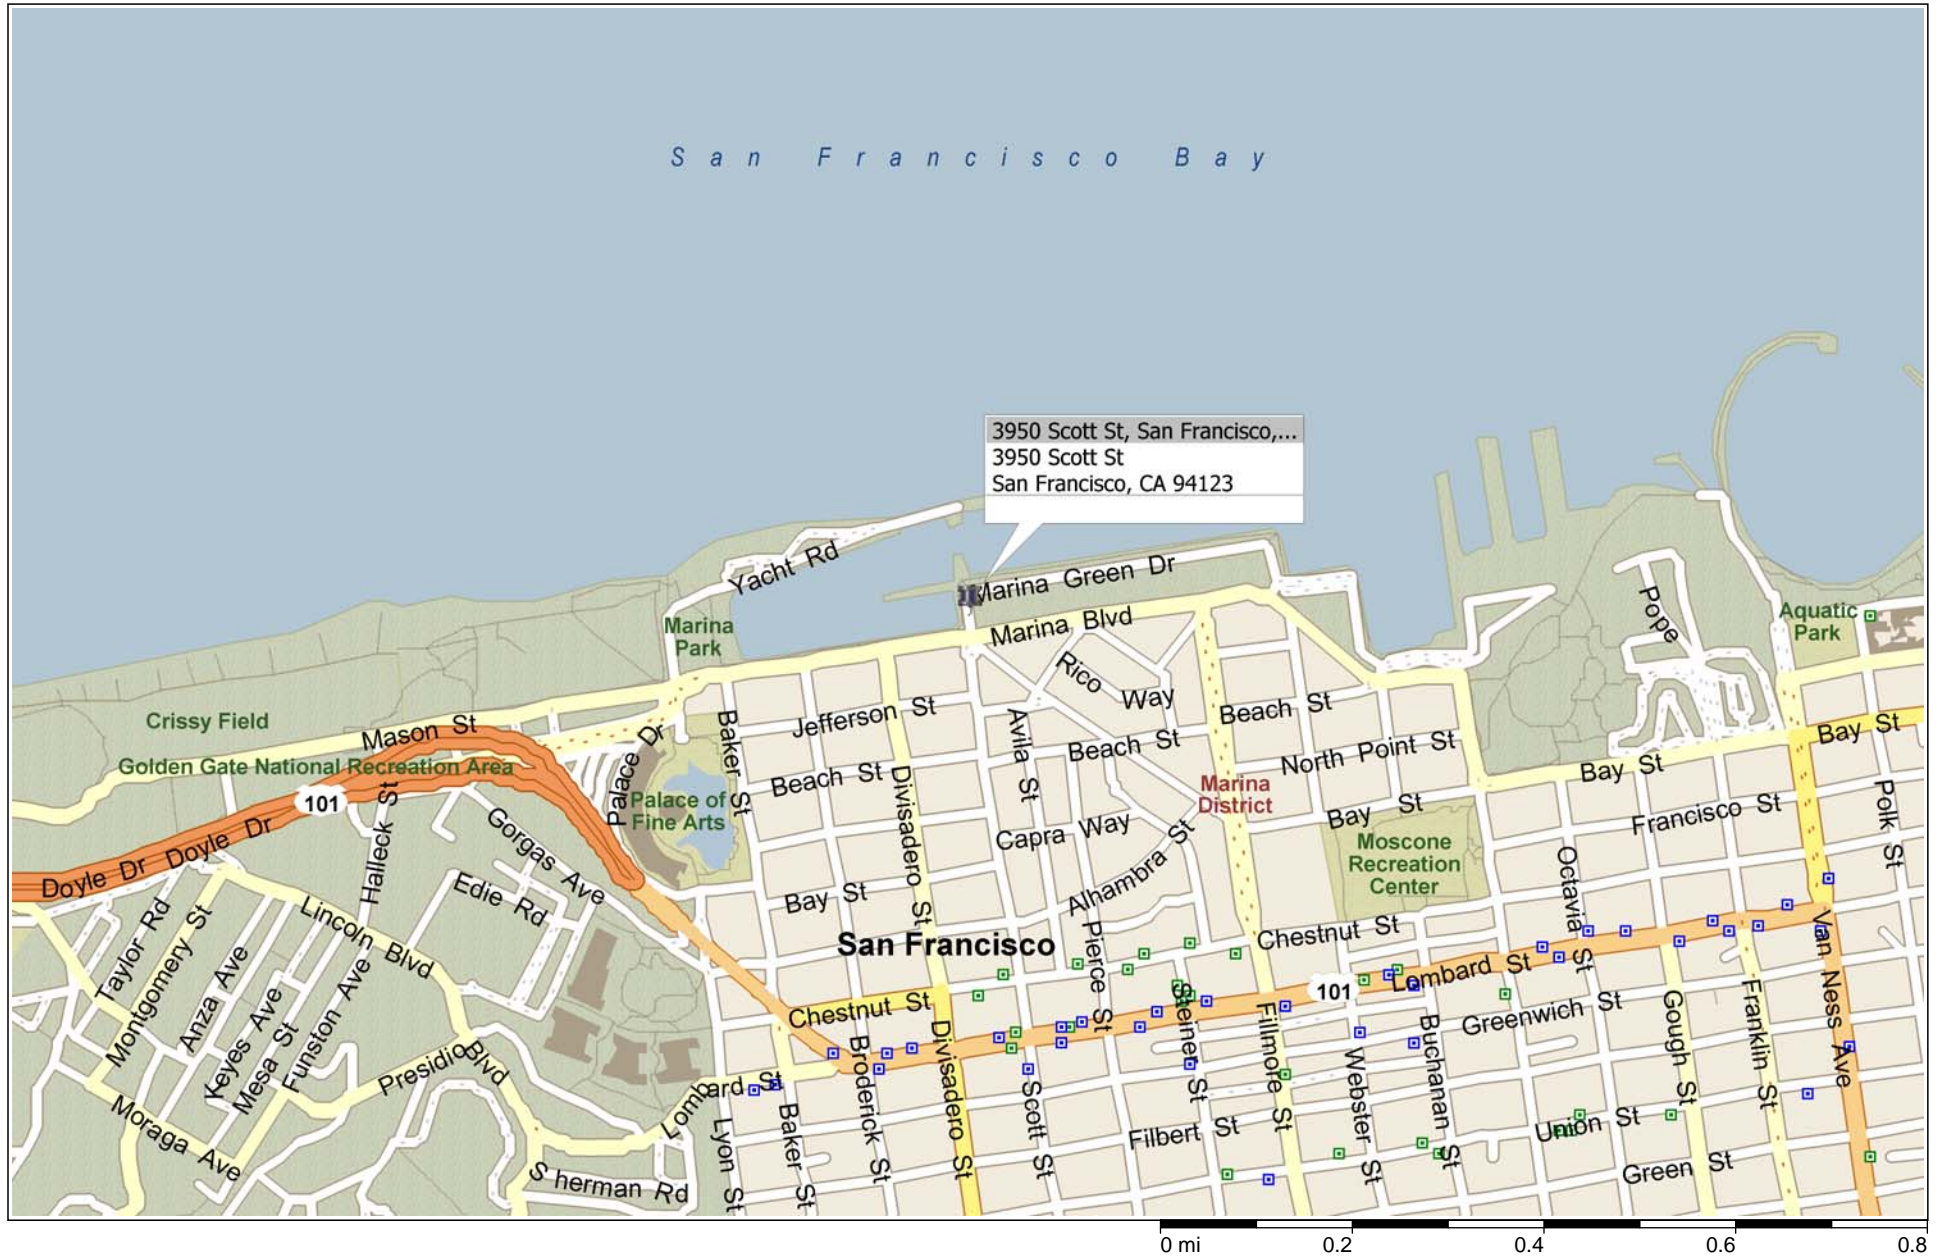 San Francisco Bay
3950 Scott St, San Francisco,...
3950 Scott St
San Francisco, CA 94123
Yacht Rd
Marina Green Dr
Marina Blvd
Marina
Park
Pope
Aquatic
Park
Rico Way
Crissy Field
Mason St
Golden Gate National Recreation Area
101
Doyle Dr
Doyle Dr
Halleck St
Palace Dr
Palace of
Fine Arts
Baker St
Jefferson St
Beach St
Divisadero St
Avila St
Beach St
Beach St
North Point St
Marina
District
Capra Way
Alhambra St
Bay St
Moscone
Recreation
Center
Bay St
Bay St
Francisco St
Polk St
Gorgas Ave
Edie Rd
Lincoln Blvd
Taylor Rd
Montgomery St
Anza Ave
Keyes Ave
Mesa St
Funston Ave
Moraga Ave
Presidio Blvd
Sherman Rd
Bay St
San Francisco
Chestnut St
Pierce St
Chestnut St
Octavia St
Lombard St
101
Steiner St
Fillmore St
Webster St
Buchanan St
Greenwich St
Gough St
Franklin St
Van Ness Ave
Lombard St
Lyon St
Baker St
Broderick St
Divisadero St
Scott St
Filbert St
Union St
Green St
0 mi
0.2
0.4
0.6
0.8